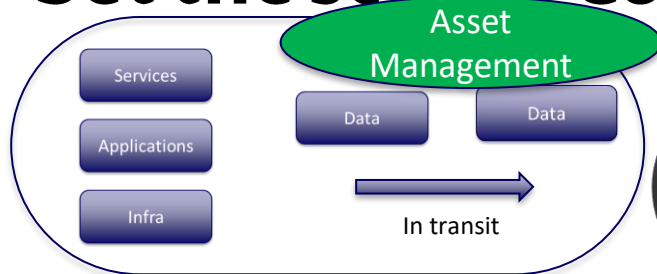 Asset
Management
Services
Data
Data
Applications
Infra
In transit